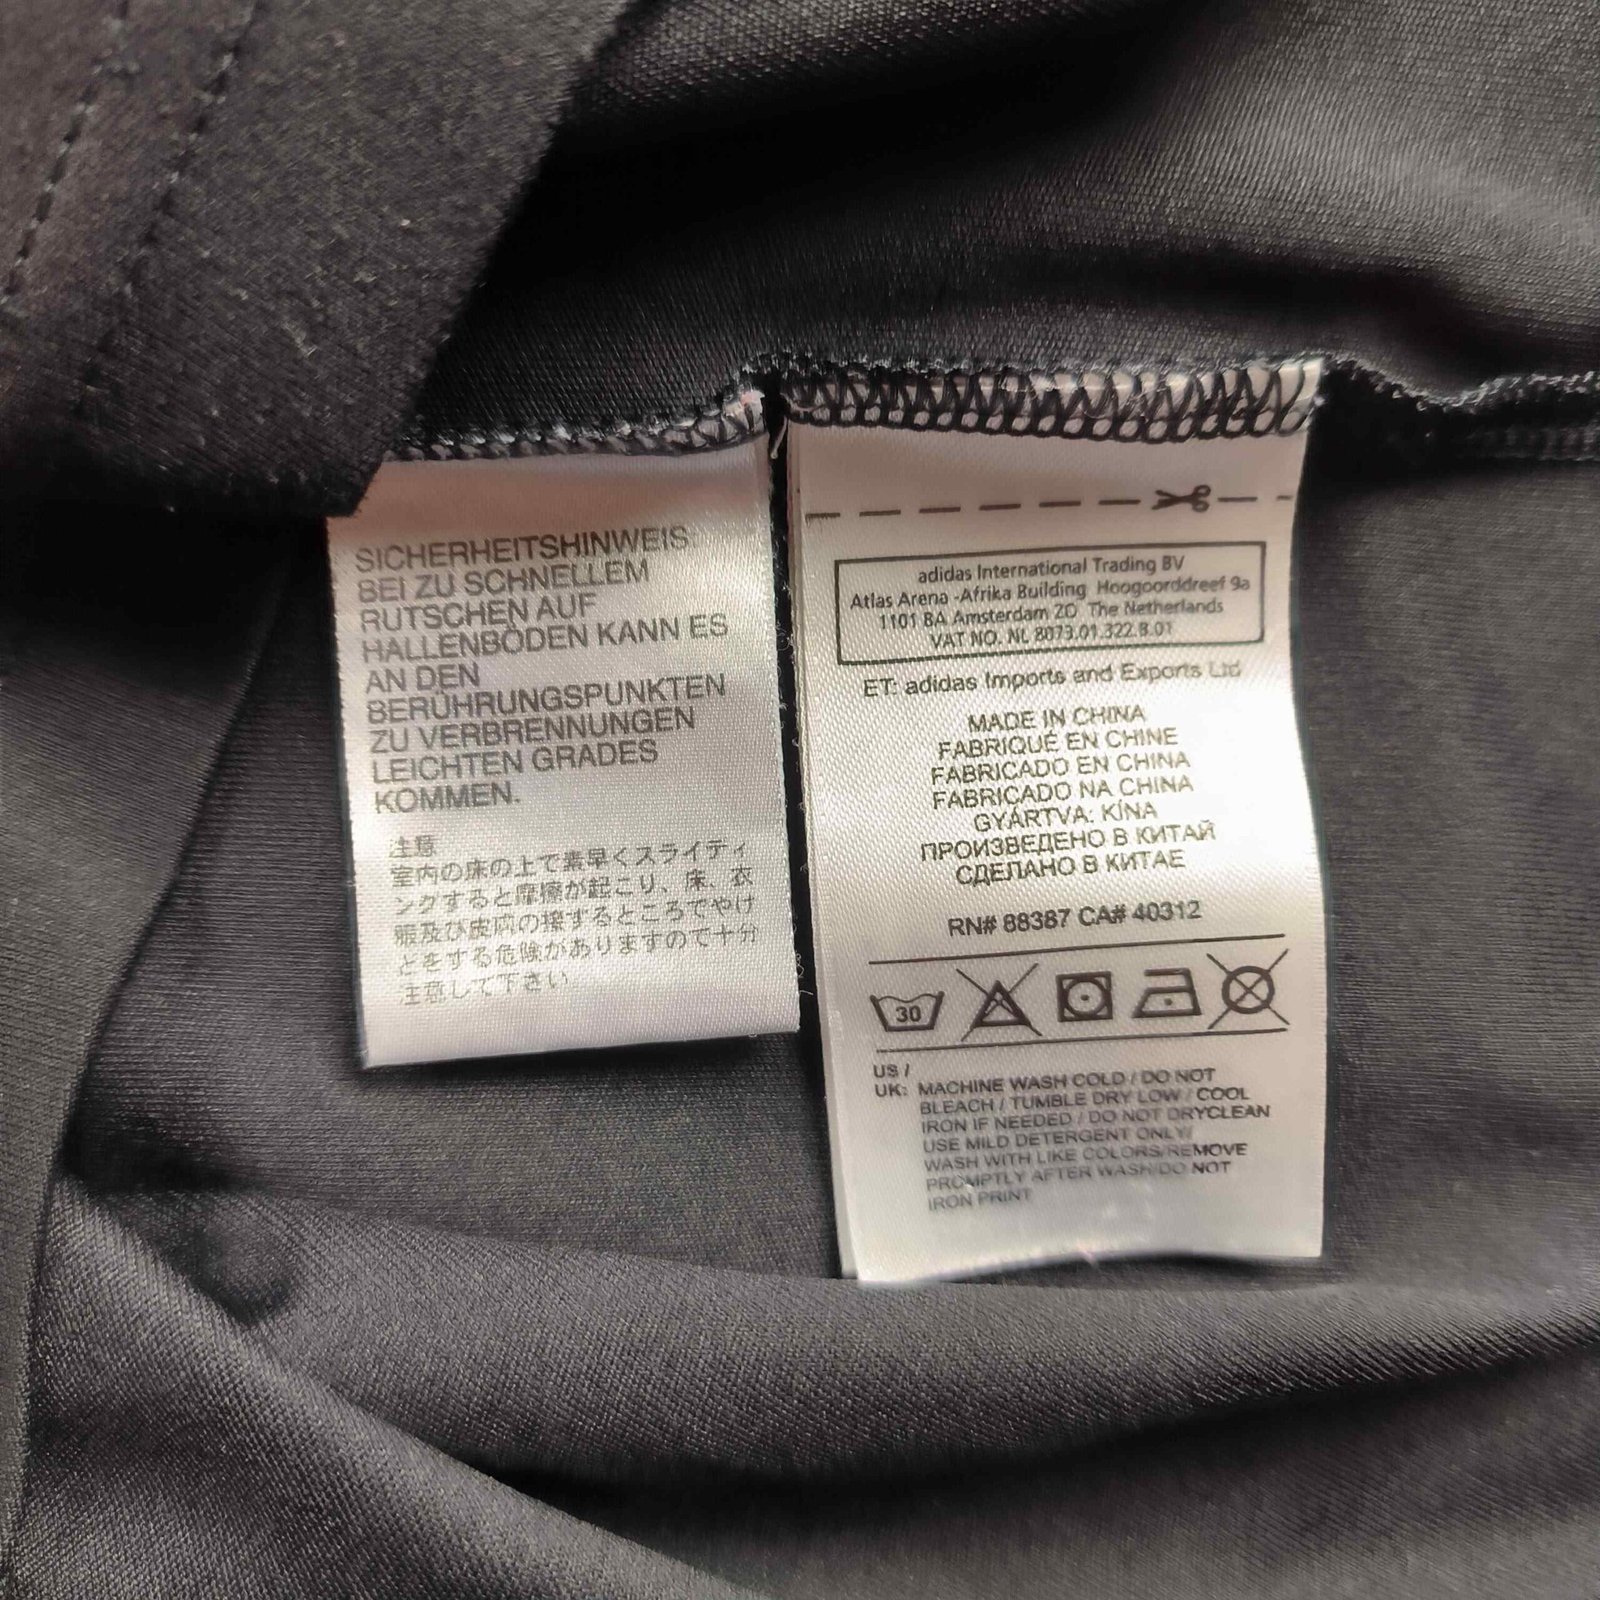 SICHERHEITSHINWEIS
BEI ZU SCHNELLEM
RUTSCHEN AUF
HALLENBÖDEN KANN ES
AN DEN
BERÜHRUNGSPUNKTEN
ZU VERBRENNUNGEN
LEICHTEN GRADES
KOMMEN.
注意
室内の床の上で素早くスライディ
ングすると摩擦が起こり、床、衣
服及び皮膚の接するところでやけ
どをする危険がありますので十分
注意して下さい
adidas International Trading BV
Atlas Arena -Afrika Building Hoogoorddreef 9a
1101 BA Amsterdam ZO The Netherlands
VAT NO. NL 8073.01.322.B.01
ET: adidas Imports and Exports Ltd
MADE IN CHINA
FABRIQUÉ EN CHINE
FABRICADO EN CHINA
FABRICADO NA CHINA
GYÁRTVA: KÍNA
ПРОИЗВЕДЕНО В КИТАЙ
СДЕЛАНО В КИТАЕ
RN# 88387 CA# 40312
30
US /
UK: MACHINE WASH COLD / DO NOT
BLEACH / TUMBLE DRY LOW / COOL
IRON IF NEEDED / DO NOT DRYCLEAN
USE MILD DETERGENT ONLY/
WASH WITH LIKE COLORS/REMOVE
PROMPTLY AFTER WASH/DO NOT
IRON PRINT